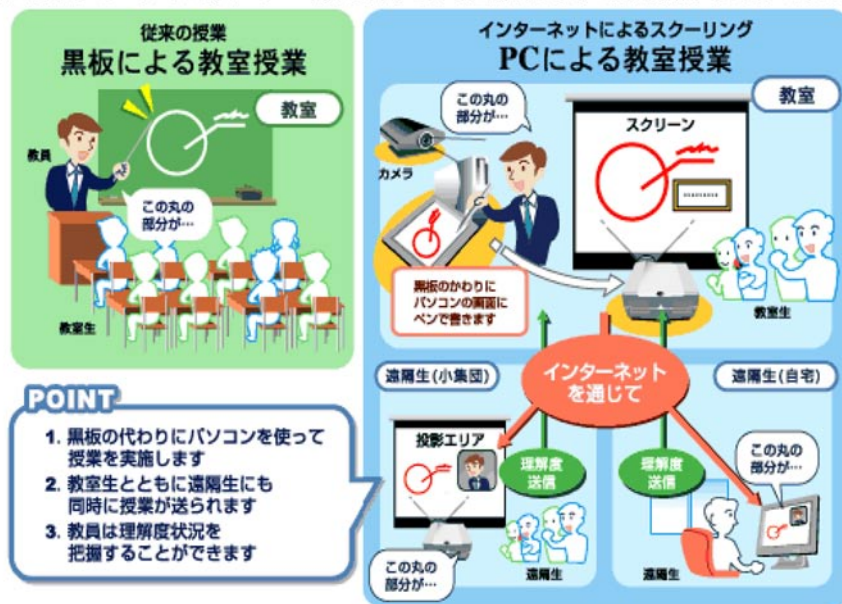 従来の授業
黒板による教室授業
教室
教員
この丸の
部分が…
教室生
インターネットによるスクーリング
PCによる教室授業
教室
この丸の
部分が…
スクリーン
カメラ
黒板のかわりに
パソコンの画面に
ペンで書きます
教室生
インターネット
を通じて
遠隔生(小集団)
投影エリア
理解度
送信
遠隔生
この丸の
部分が…
遠隔生(自宅)
この丸の
部分が…
理解度
送信
遠隔生
POINT
1. 黒板の代わりにパソコンを使って
授業を実施します
2. 教室生とともに遠隔生にも
同時に授業が送られます
3. 教員は理解度状況を
把握することができます